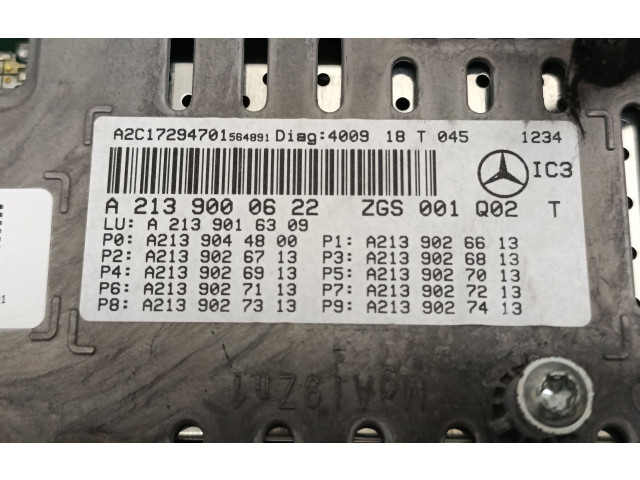 A2C17294701564891 Diag:4009 18 T 045 1234
IC3
A 213 900 06 22 ZGS 001 Q02 T
LU: A 213 901 63 09
P0: A213 904 48 00 P1: A213 902 66 13
P2: A213 902 67 13 P3: A213 902 68 13
P4: A213 902 69 13 P5: A213 902 70 13
P6: A213 902 71 13 P7: A213 902 72 13
P8: A213 902 73 13 P9: A213 902 74 13